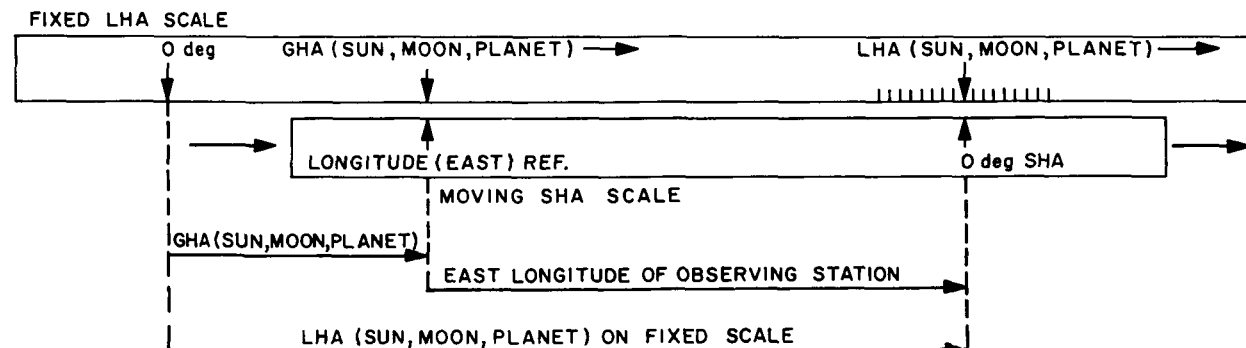 FIXED LHA SCALE
0 deg GHA (SUN, MOON, PLANET) LHA (SUN, MOON, PLANET)
LONGITUDE (EAST) REF. 0 deg SHA
MOVING SHA SCALE
GHA (SUN, MOON, PLANET)
EAST LONGITUDE OF OBSERVING STATION
LHA (SUN, MOON, PLANET) ON FIXED SCALE